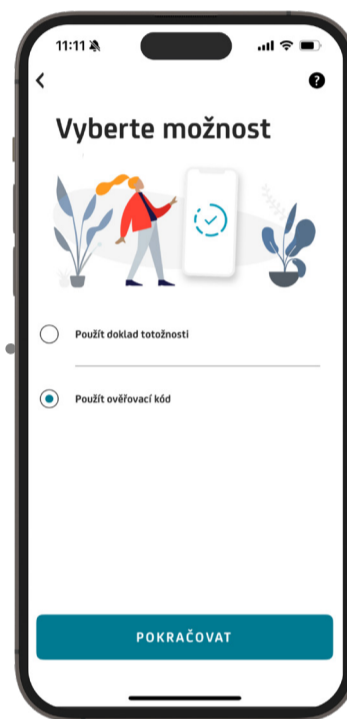 11:11
?
Vyberte možnost
Použít doklad totožnosti
Použít ověřovací kód
POKRAČOVAT